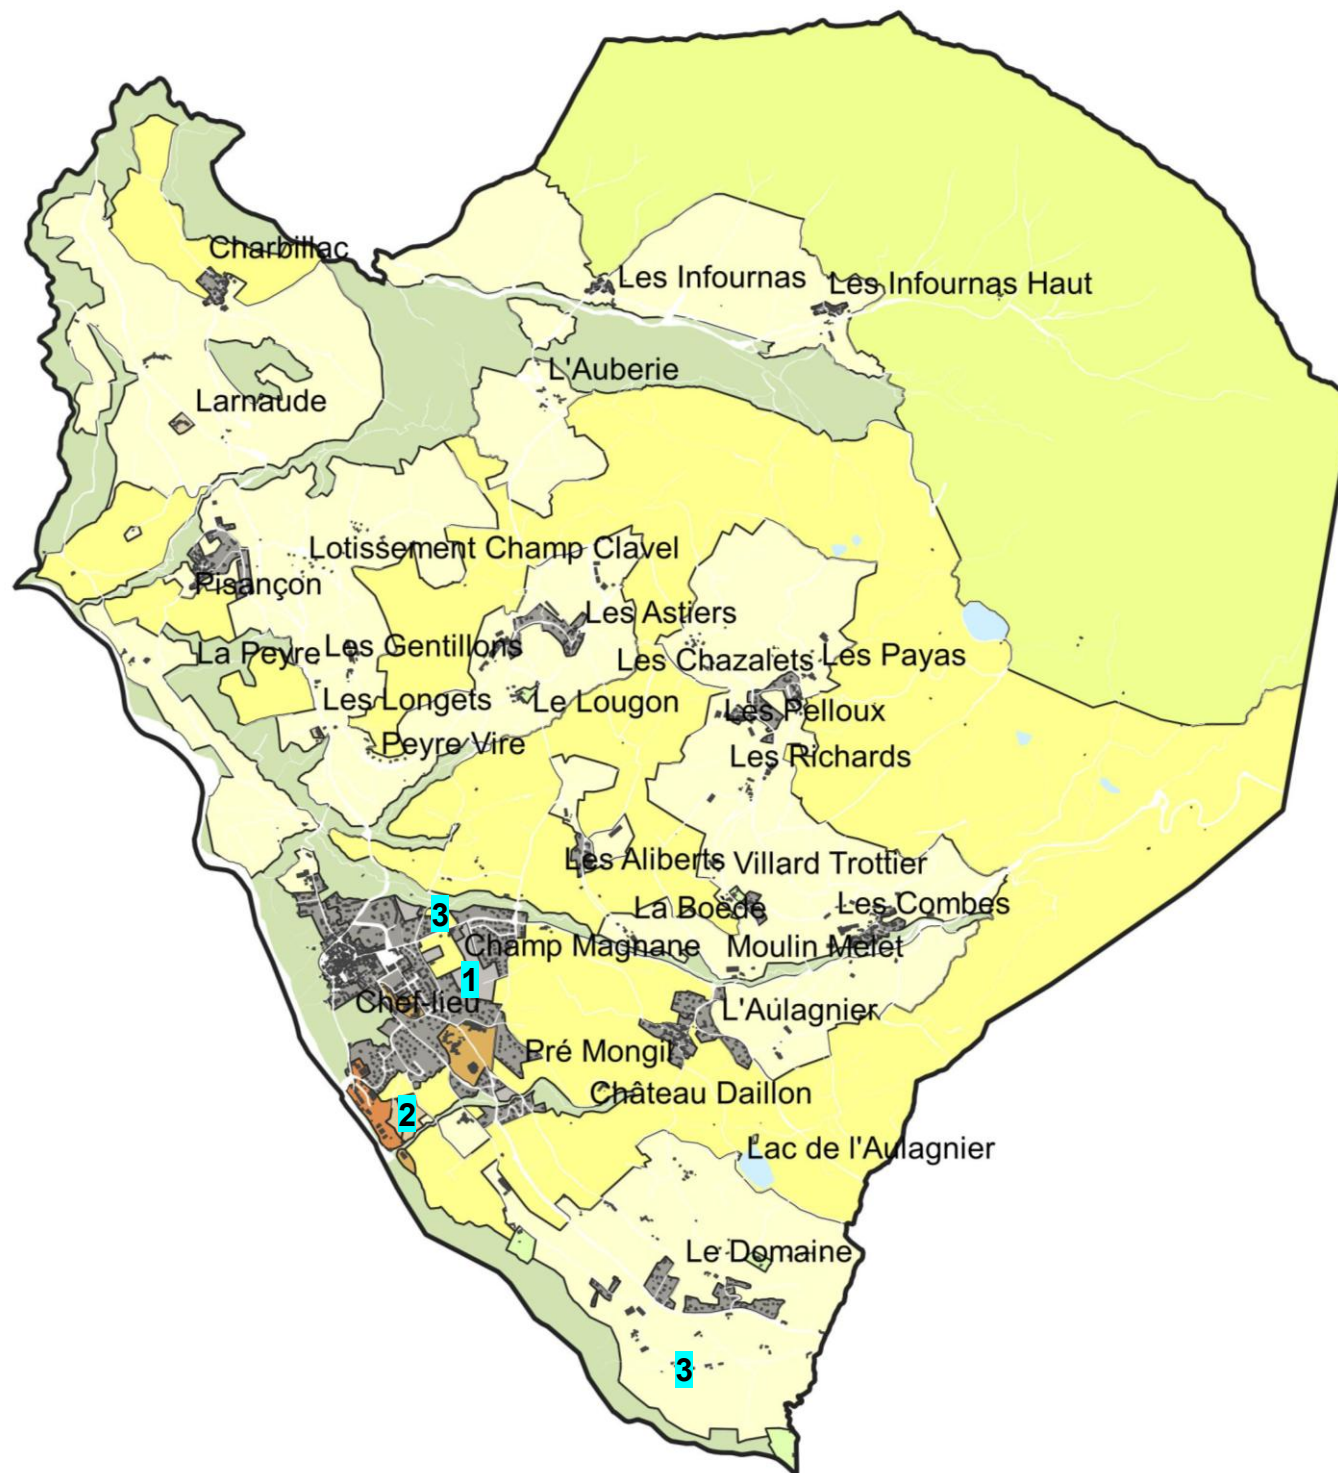 Charbillac
Les Infournas
Les Infournas Haut
L'Auberie
Larnaude
Lotissement Champ Clavel
Pisançon
Les Astiers
La Peyre
Les Gentillons
Les Chazalets
Les Payas
Les Longets
Le Lougon
Les Pelloux
Peyre Vire
Les Richards
Les Aliberts
Villard Trottier
3
La Boëde
Les Combes
Champ Magnane
Moulin Melet
1
Chef-lieu
L'Aulagnier
Pré Mongil
Château Daillon
2
Lac de l'Aulagnier
Le Domaine
3